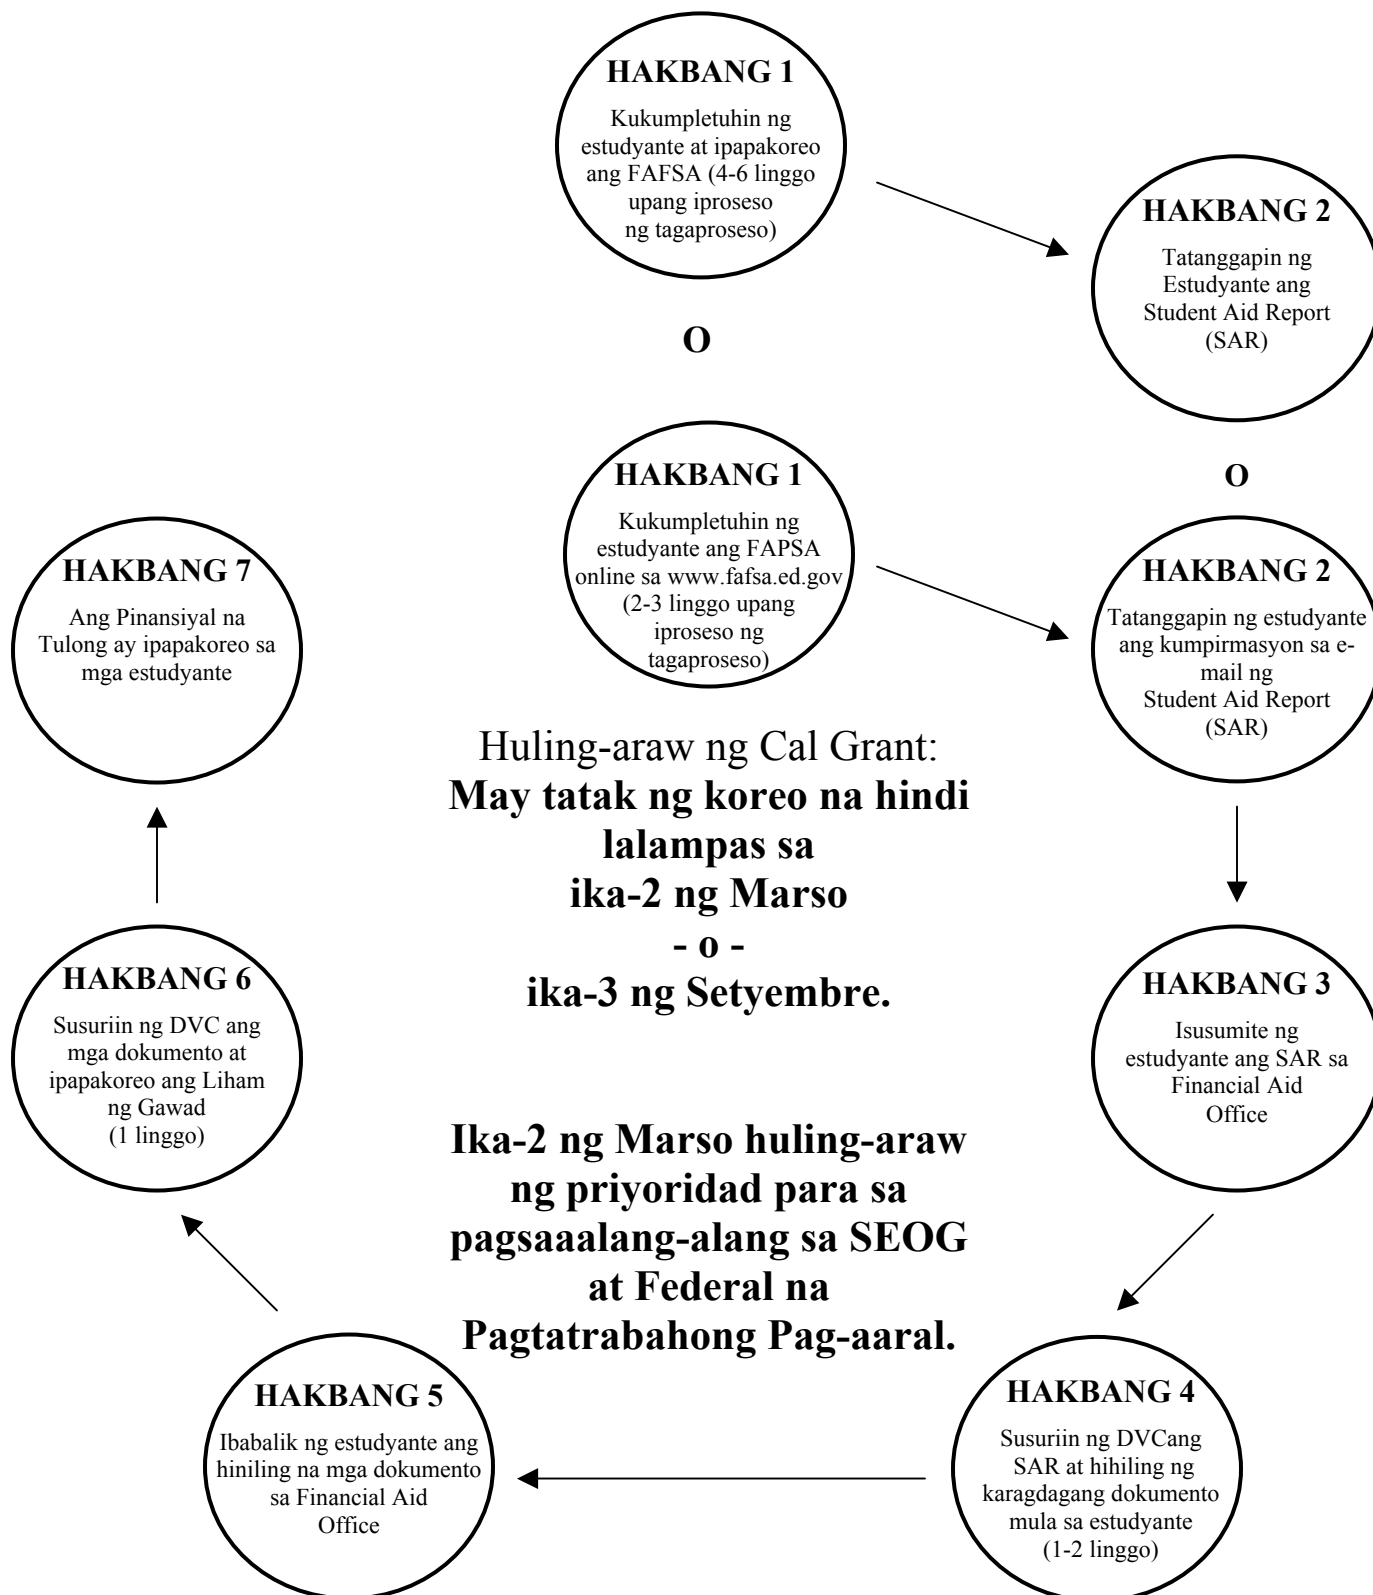 HAKBANG 1
Kukumpletuhin ng
estudyante at ipapakoreo
ang FAFSA (4-6 linggo
upang iproseso
ng tagaproseso)
HAKBANG 2
Tatanggapin ng
Estudyante ang
Student Aid Report
(SAR)
O
HAKBANG 1
Kukumpletuhin ng
estudyante ang FAPSA
online sa www.fafsa.ed.gov
(2-3 linggo upang
iproseso ng
tagaproseso)
O
HAKBANG 2
Tatanggapin ng estudyante
ang kumpirmasyon sa e-
mail ng
Student Aid Report
(SAR)
HAKBANG 7
Ang Pinansiyal na
Tulong ay ipapakoreo sa
mga estudyante
Huling-araw ng Cal Grant:
May tatak ng koreo na hindi
lalampas sa
ika-2 ng Marso
- o -
ika-3 ng Setyembre.
HAKBANG 3
Isusumite ng
estudyante ang SAR sa
Financial Aid
Office
HAKBANG 6
Susuriin ng DVC ang
mga dokumento at
ipapakoreo ang Liham
ng Gawad
(1 linggo)
Ika-2 ng Marso huling-araw
ng priyoridad para sa
pagsaaalang-alang sa SEOG
at Federal na
Pagtatrabahong Pag-aaral.
HAKBANG 5
Ibabalik ng estudyante ang
hiniling na mga dokumento
sa Financial Aid
Office
HAKBANG 4
Susuriin ng DVCang
SAR at hihiling ng
karagdagang dokumento
mula sa estudyante
(1-2 linggo)